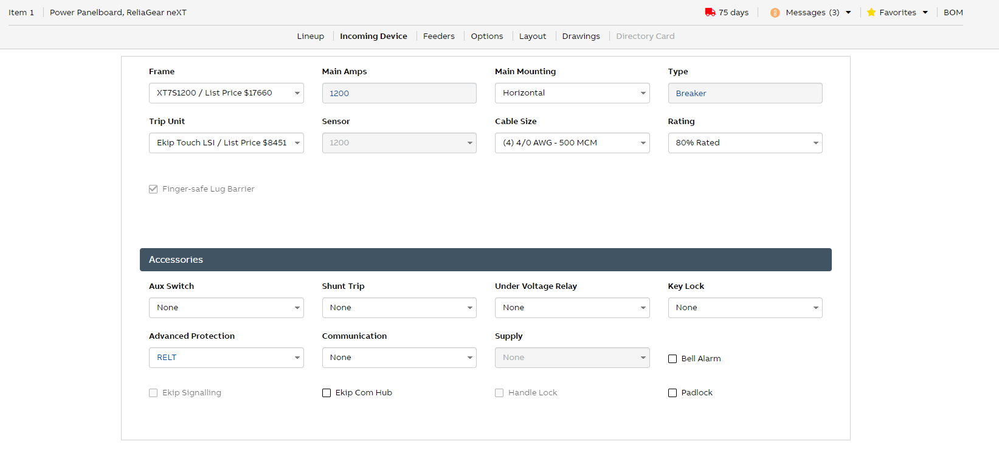 Item 1 Power Panelboard, ReliaGear neXT 75 days Messages (3) Favorites BOM
Lineup Incoming Device Feeders Options Layout Drawings Directory Card
Frame Main Amps Main Mounting Type
XT7S1200 / List Price $17660 1200 Horizontal Breaker
Trip Unit Sensor Cable Size Rating
Ekip Touch LSI / List Price $8451 1200 (4) 4/0 AWG - 500 MCM 80% Rated
Finger-safe Lug Barrier
Accessories
Aux Switch Shunt Trip Under Voltage Relay Key Lock
None None None None
Advanced Protection Communication Supply
RELT None None Bell Alarm
Ekip Signalling Ekip Com Hub Handle Lock Padlock